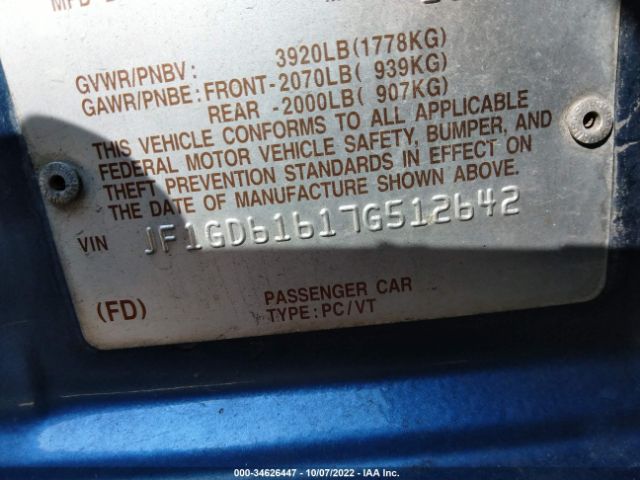 MFD
GVWR/PNBV: 3920LB(1778KG)
GAWR/PNBE: FRONT-2070LB( 939KG)
REAR -2000LB( 907KG)
THIS VEHICLE CONFORMS TO ALL APPLICABLE
FEDERAL MOTOR VEHICLE SAFETY, BUMPER, AND
THEFT PREVENTION STANDARDS IN EFFECT ON
THE DATE OF MANUFACTURE SHOWN ABOVE.
VIN JF1GD61617G512642
(FD) PASSENGER CAR
TYPE: PC/VT
000-34626447 - 10/07/2022 - IAA Inc.